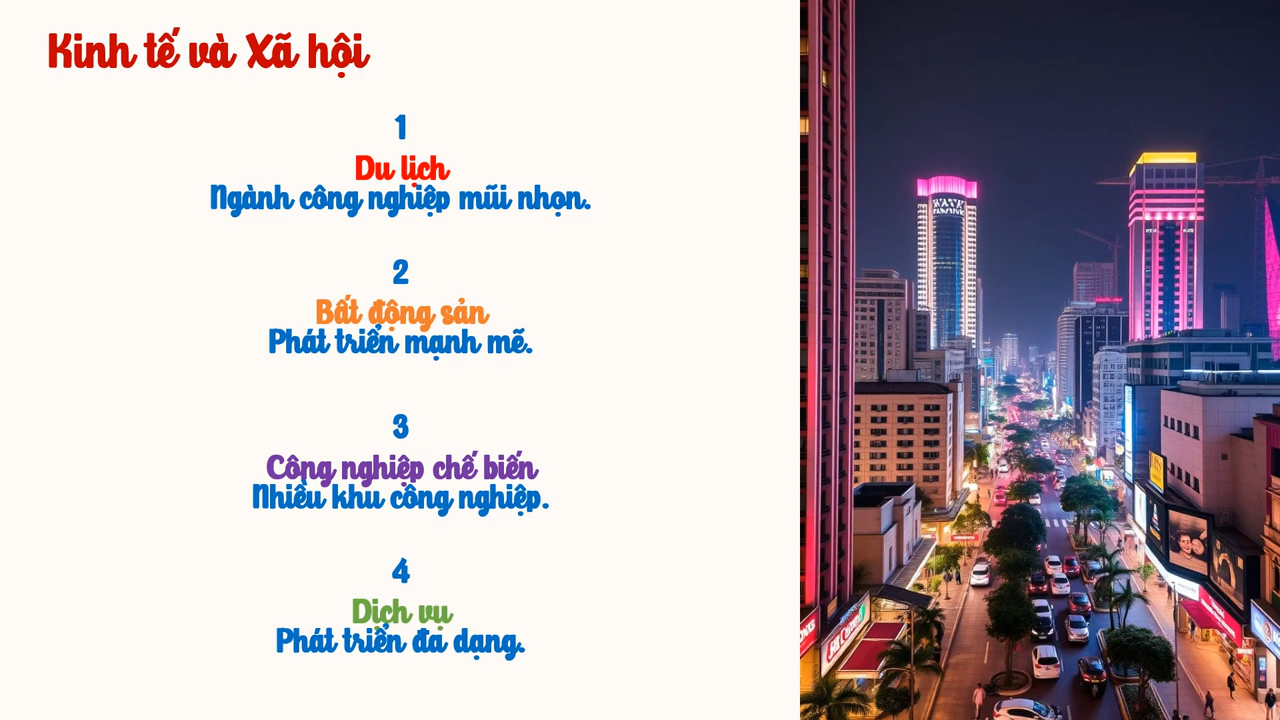 Kinh tế và Xã hội
1
Du lịch
Ngành công nghiệp mũi nhọn.
2
Bất động sản
Phát triển mạnh mẽ.
3
Công nghiệp chế biến
Nhiều khu công nghiệp.
4
Dịch vụ
Phát triển đa dạng.